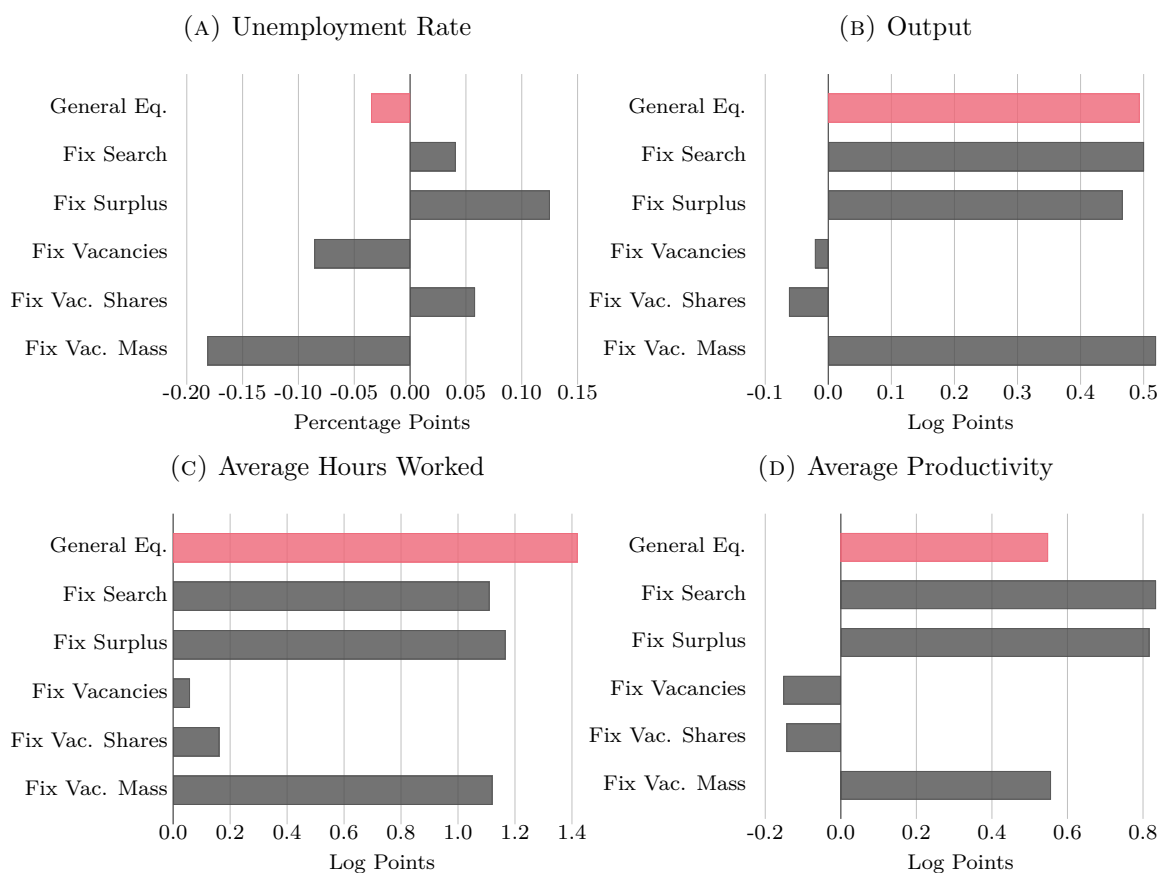 (A) Unemployment Rate
General Eq.
Fix Search
Fix Surplus
Fix Vacancies
Fix Vac. Shares
Fix Vac. Mass
-0.20 -0.15 -0.10 -0.05 0.00 0.05 0.10 0.15
Percentage Points
(B) Output
General Eq.
Fix Search
Fix Surplus
Fix Vacancies
Fix Vac. Shares
Fix Vac. Mass
-0.1 0.0 0.1 0.2 0.3 0.4 0.5
Log Points
(C) Average Hours Worked
General Eq.
Fix Search
Fix Surplus
Fix Vacancies
Fix Vac. Shares
Fix Vac. Mass
0.0 0.2 0.4 0.6 0.8 1.0 1.2 1.4
Log Points
(D) Average Productivity
General Eq.
Fix Search
Fix Surplus
Fix Vacancies
Fix Vac. Shares
Fix Vac. Mass
-0.2 0.0 0.2 0.4 0.6 0.8
Log Points